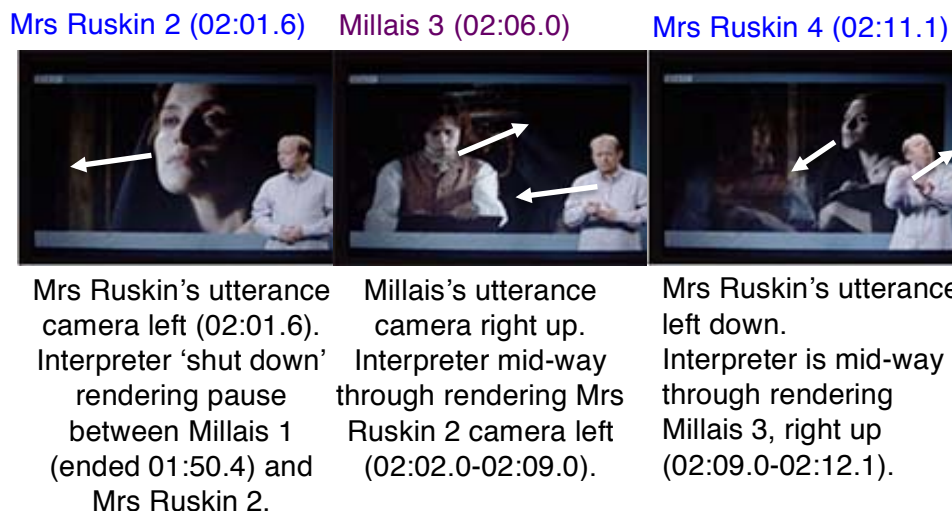 Mrs Ruskin 2 (02:01.6)
Millais 3 (02:06.0)
Mrs Ruskin 4 (02:11.1)
Mrs Ruskin’s utterance
camera left (02:01.6).
Interpreter ‘shut down’
rendering pause
between Millais 1
(ended 01:50.4) and
Mrs Ruskin 2.
Millais’s utterance
camera right up.
Interpreter mid-way
through rendering Mrs
Ruskin 2 camera left
(02:02.0-02:09.0).
Mrs Ruskin’s utterance
left down.
Interpreter is mid-way
through rendering
Millais 3, right up
(02:09.0-02:12.1).